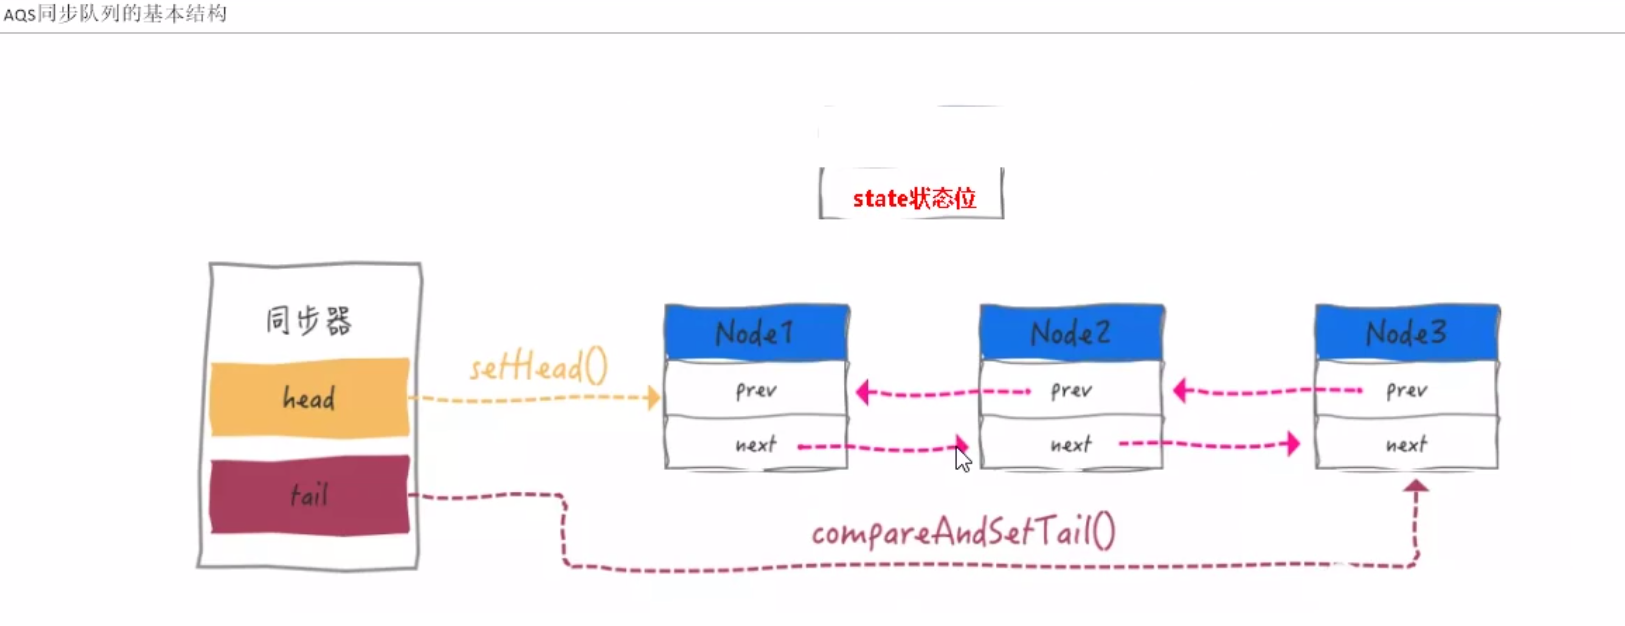 AQS同步队列的基本结构
state状态位
同步器
head
tail
setHead()
Node1
prev
next
Node2
prev
next
Node3
prev
next
compareAndSetTail()